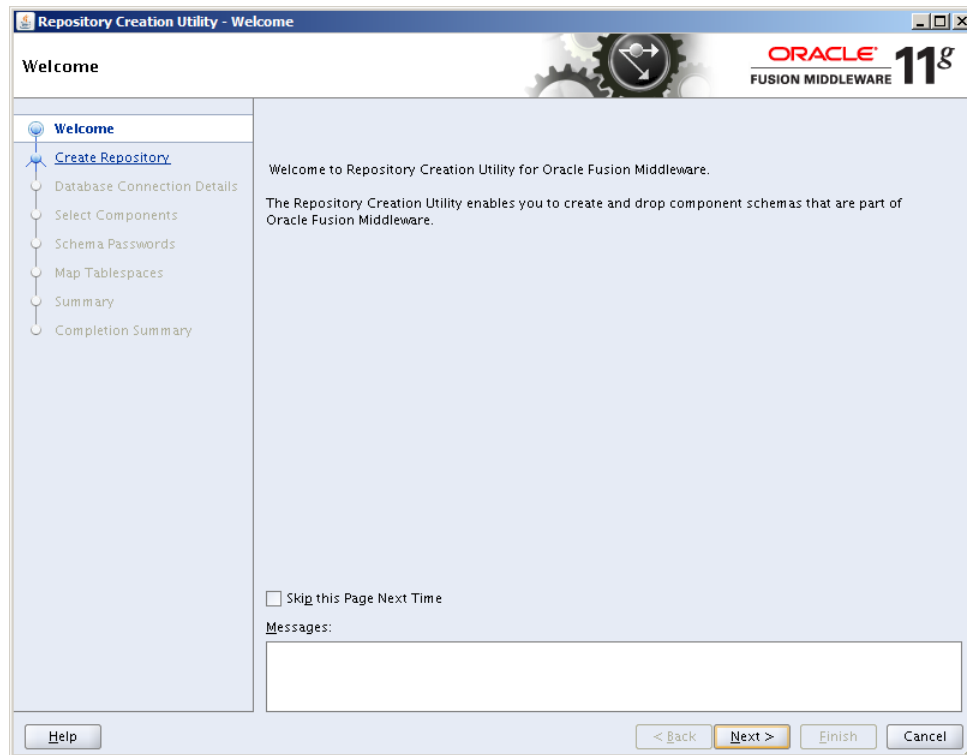 Repository Creation Utility - Welcome
Welcome
ORACLE
FUSION MIDDLEWARE 11g
Welcome
Create Repository
Database Connection Details
Select Components
Schema Passwords
Map Tablespaces
Summary
Completion Summary
Welcome to Repository Creation Utility for Oracle Fusion Middleware.
The Repository Creation Utility enables you to create and drop component schemas that are part of
Oracle Fusion Middleware.
Skip this Page Next Time
Messages:
Help
< Back
Next >
Finish
Cancel